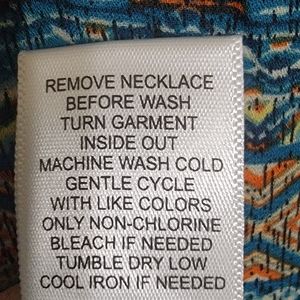 REMOVE NECKLACE
BEFORE WASH
TURN GARMENT
INSIDE OUT
MACHINE WASH COLD
GENTLE CYCLE
WITH LIKE COLORS
ONLY NON-CHLORINE
BLEACH IF NEEDED
TUMBLE DRY LOW
COOL IRON IF NEEDED